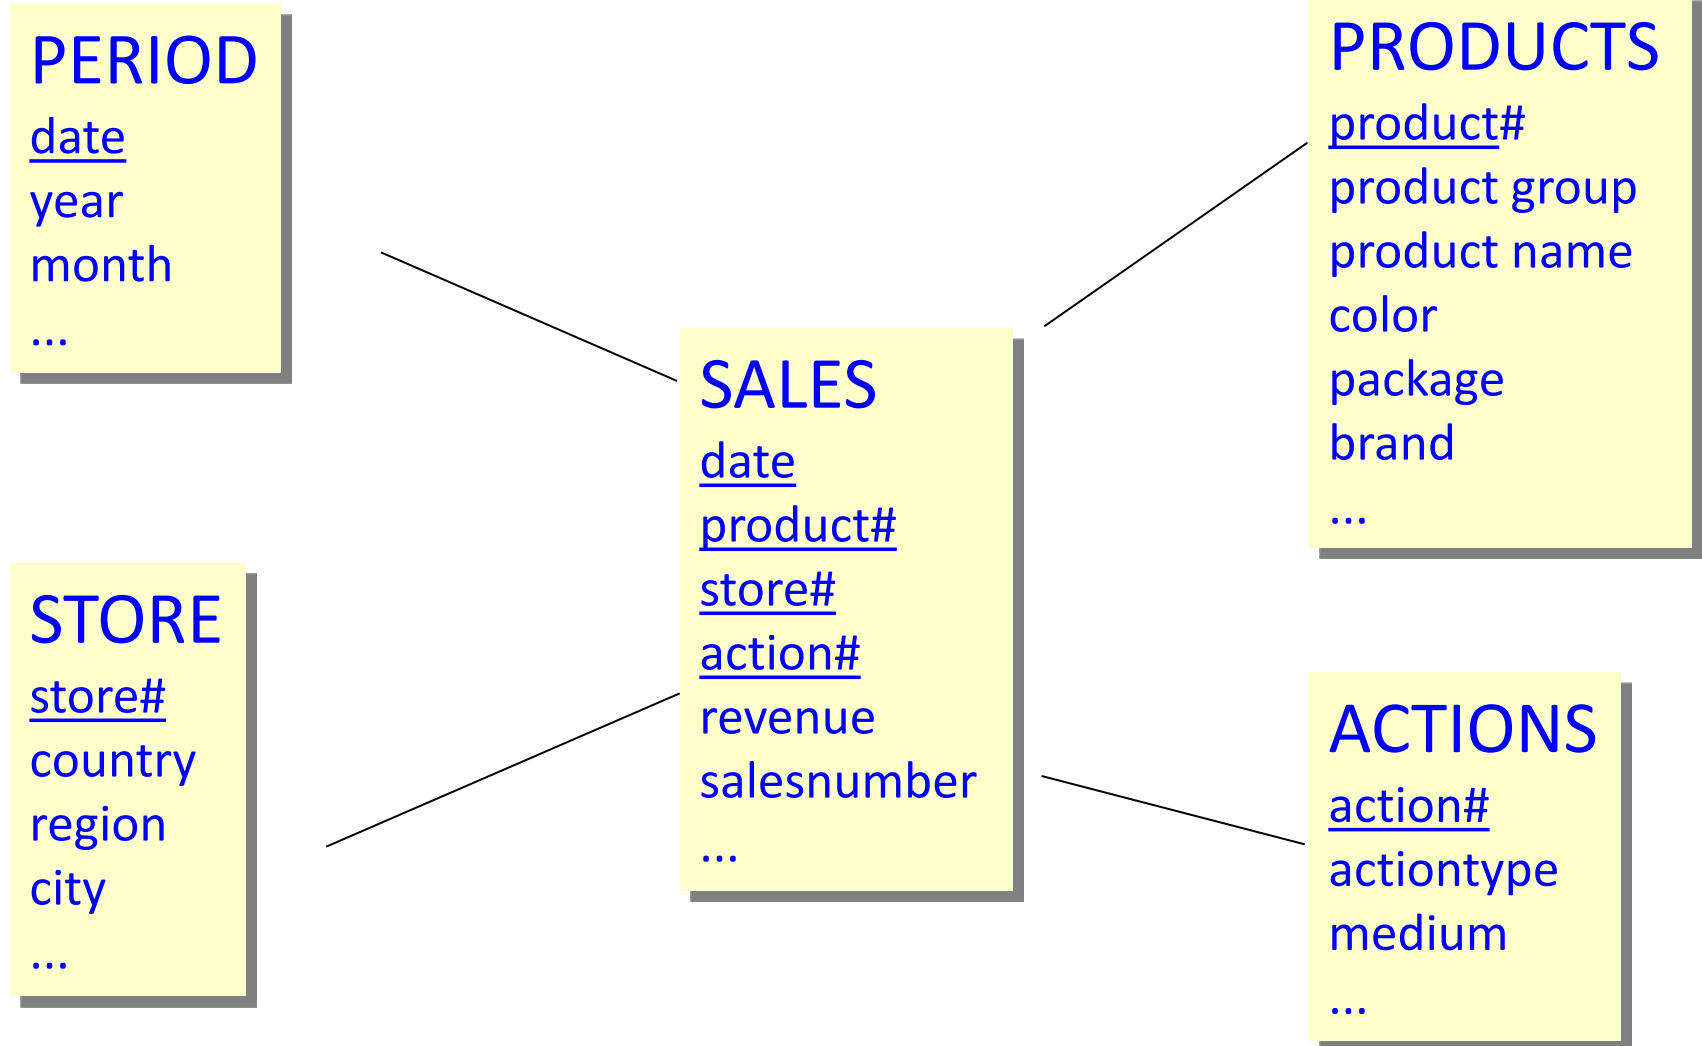 PERIOD
date
year
month
...
PRODUCTS
product#
product group
product name
color
package
brand
...
SALES
date
product#
store#
action#
revenue
salesnumber
...
STORE
store#
country
region
city
...
ACTIONS
action#
actiontype
medium
...